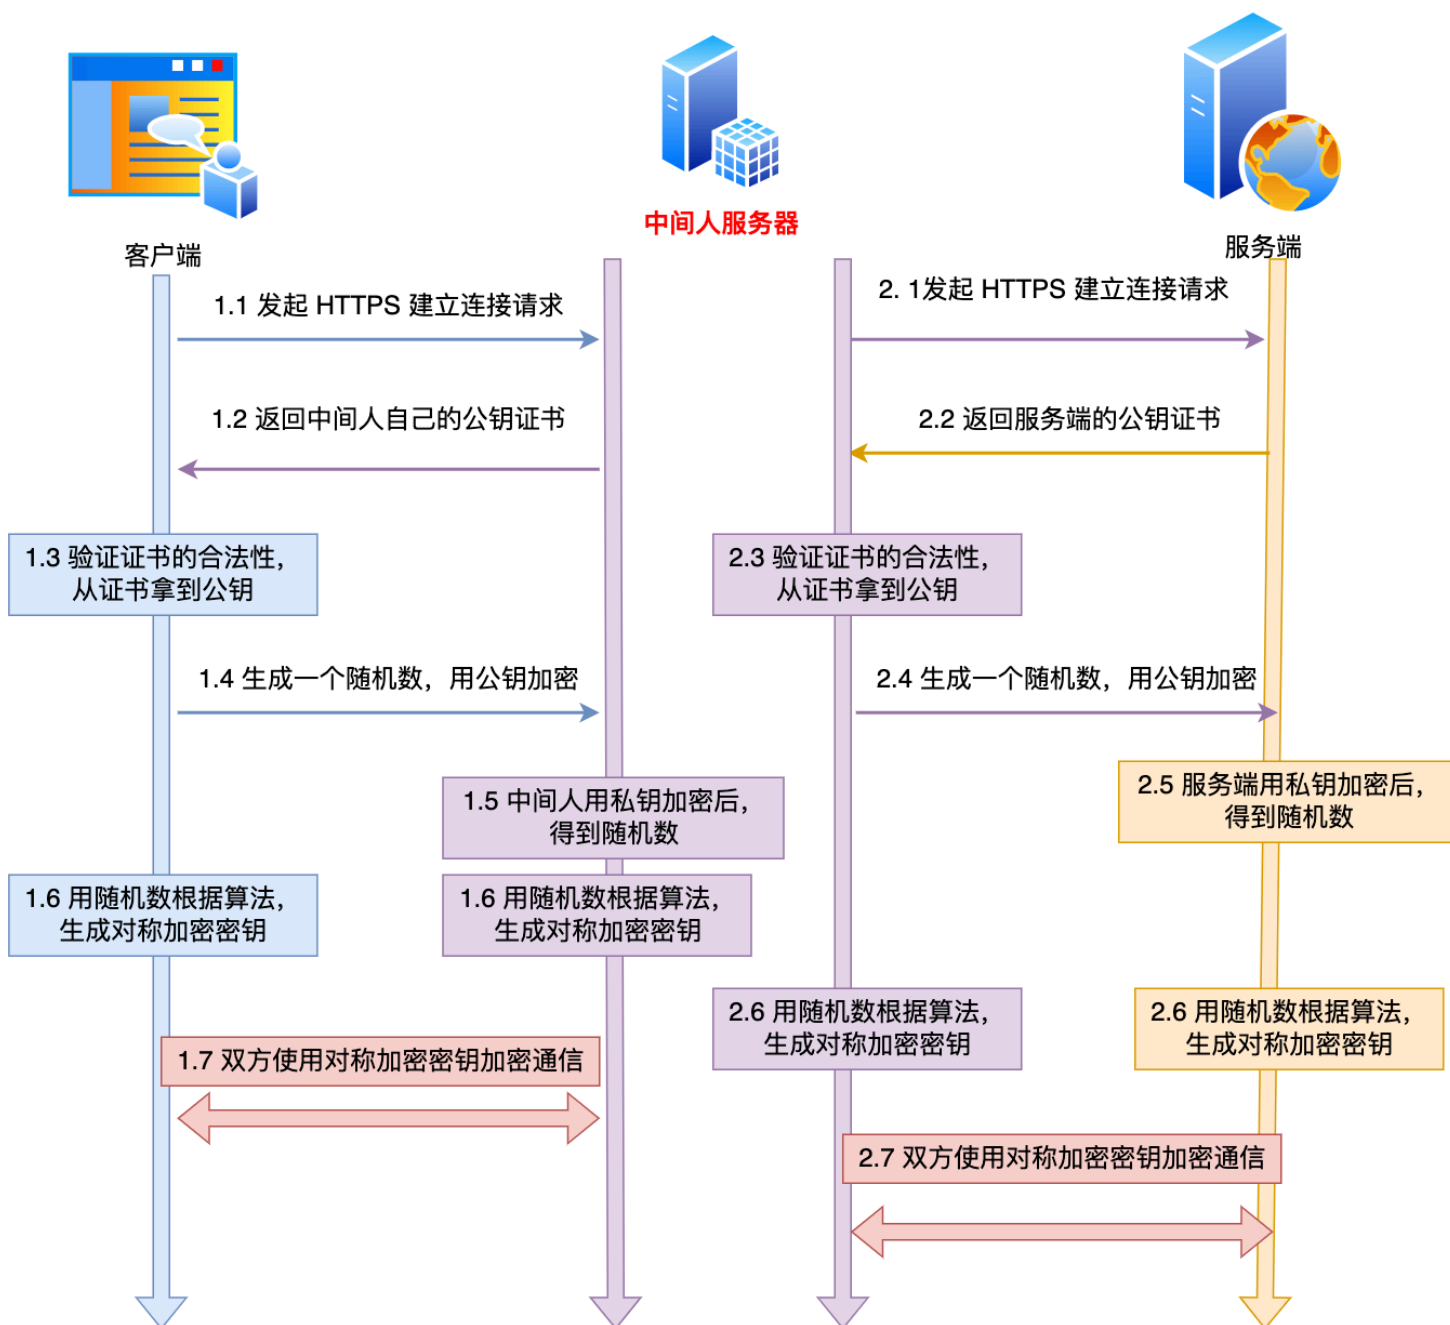 中间人服务器
客户端
服务端
1.1 发起 HTTPS 建立连接请求
2. 1发起 HTTPS 建立连接请求
1.2 返回中间人自己的公钥证书
2.2 返回服务端的公钥证书
1.3 验证证书的合法性，
从证书拿到公钥
2.3 验证证书的合法性，
从证书拿到公钥
1.4 生成一个随机数，用公钥加密
2.4 生成一个随机数，用公钥加密
1.5 中间人用私钥加密后，
得到随机数
2.5 服务端用私钥加密后，
得到随机数
1.6 用随机数根据算法，
生成对称加密密钥
1.6 用随机数根据算法，
生成对称加密密钥
2.6 用随机数根据算法，
生成对称加密密钥
2.6 用随机数根据算法，
生成对称加密密钥
1.7 双方使用对称加密密钥加密通信
2.7 双方使用对称加密密钥加密通信